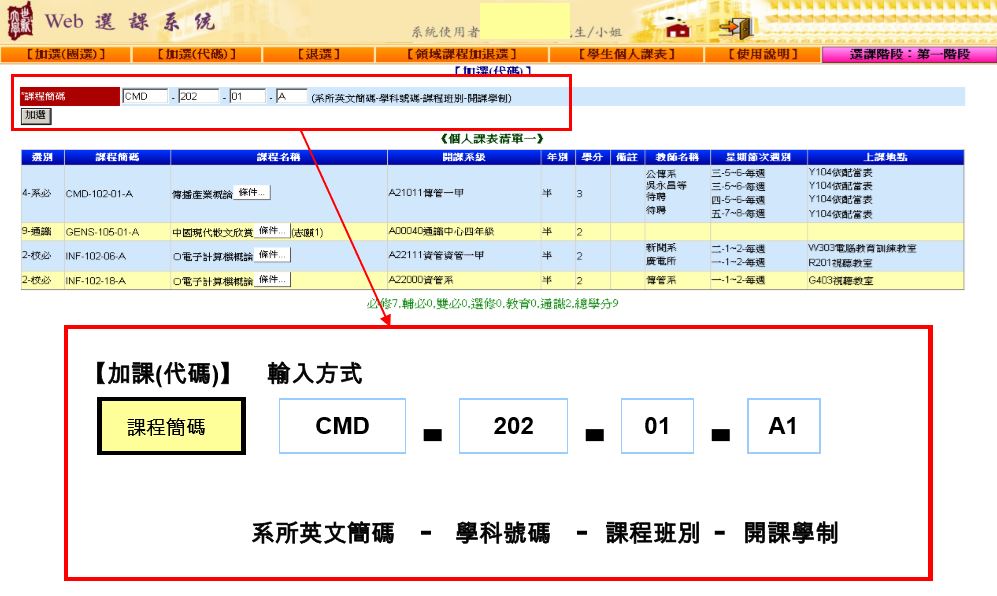 世新大學 Web 選 課 系 統
系統使用者 生/小姐
[加選(圈選)] [加選(代碼)] [退選] [領域課程加退選] [學生個人課表] [使用說明] 選課階段：第一階段
[加選(代碼)]
*課程簡碼 CMD - 202 - 01 - A (系所英文簡碼-學科號碼-課程班別-開課學制)
加選
《個人課表清單一》
選別 課程簡碼 課程名稱 開課系級 年別 學分 備註 教師名稱 星期節次週別 上課地點
4-系必 CMD-102-01-A 傳播產業概論 條件... A21011傳管一甲 半 3
公傳系 三-5~6-每週 Y104依配當表
吳永昌等 三-5~6-每週 Y104依配當表
待聘 四-5~6-每週 Y104依配當表
待聘 五-7~8-每週 Y104依配當表
9-通識 GENS-105-01-A 中國現代散文欣賞 條件... (志願1) A00040通識中心四年級 半 2
2-校必 INF-102-06-A O電子計算機概論 條件... A22111資管資管一甲 半 2
新聞系 二-1~2-每週 W303電腦教育訓練教室
廣電所 一-1~2-每週 R201視聽教室
2-校必 INF-102-18-A O電子計算機概論 條件... A22000資管系 半 2 傳管系 一-1~2-每週 G403視聽教室
必修7,輔必0,雙必0,選修0,教育0,通識2,總學分9
【加課(代碼)】 輸入方式
課程簡碼 CMD - 202 - 01 - A1
系所英文簡碼 - 學科號碼 - 課程班別 - 開課學制